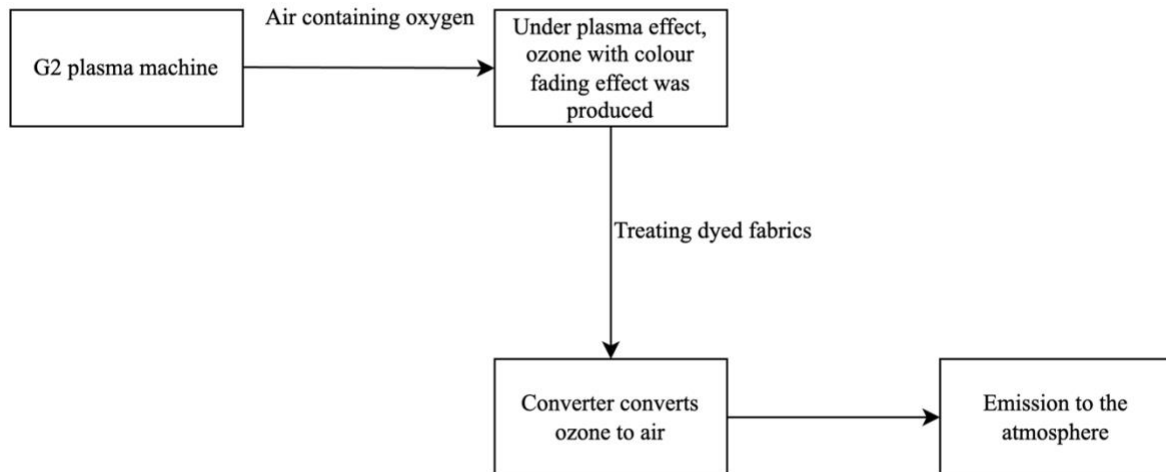 Air containing oxygen
G2 plasma machine
Under plasma effect,
ozone with colour
fading effect was
produced
Treating dyed fabrics
Converter converts
ozone to air
Emission to the
atmosphere